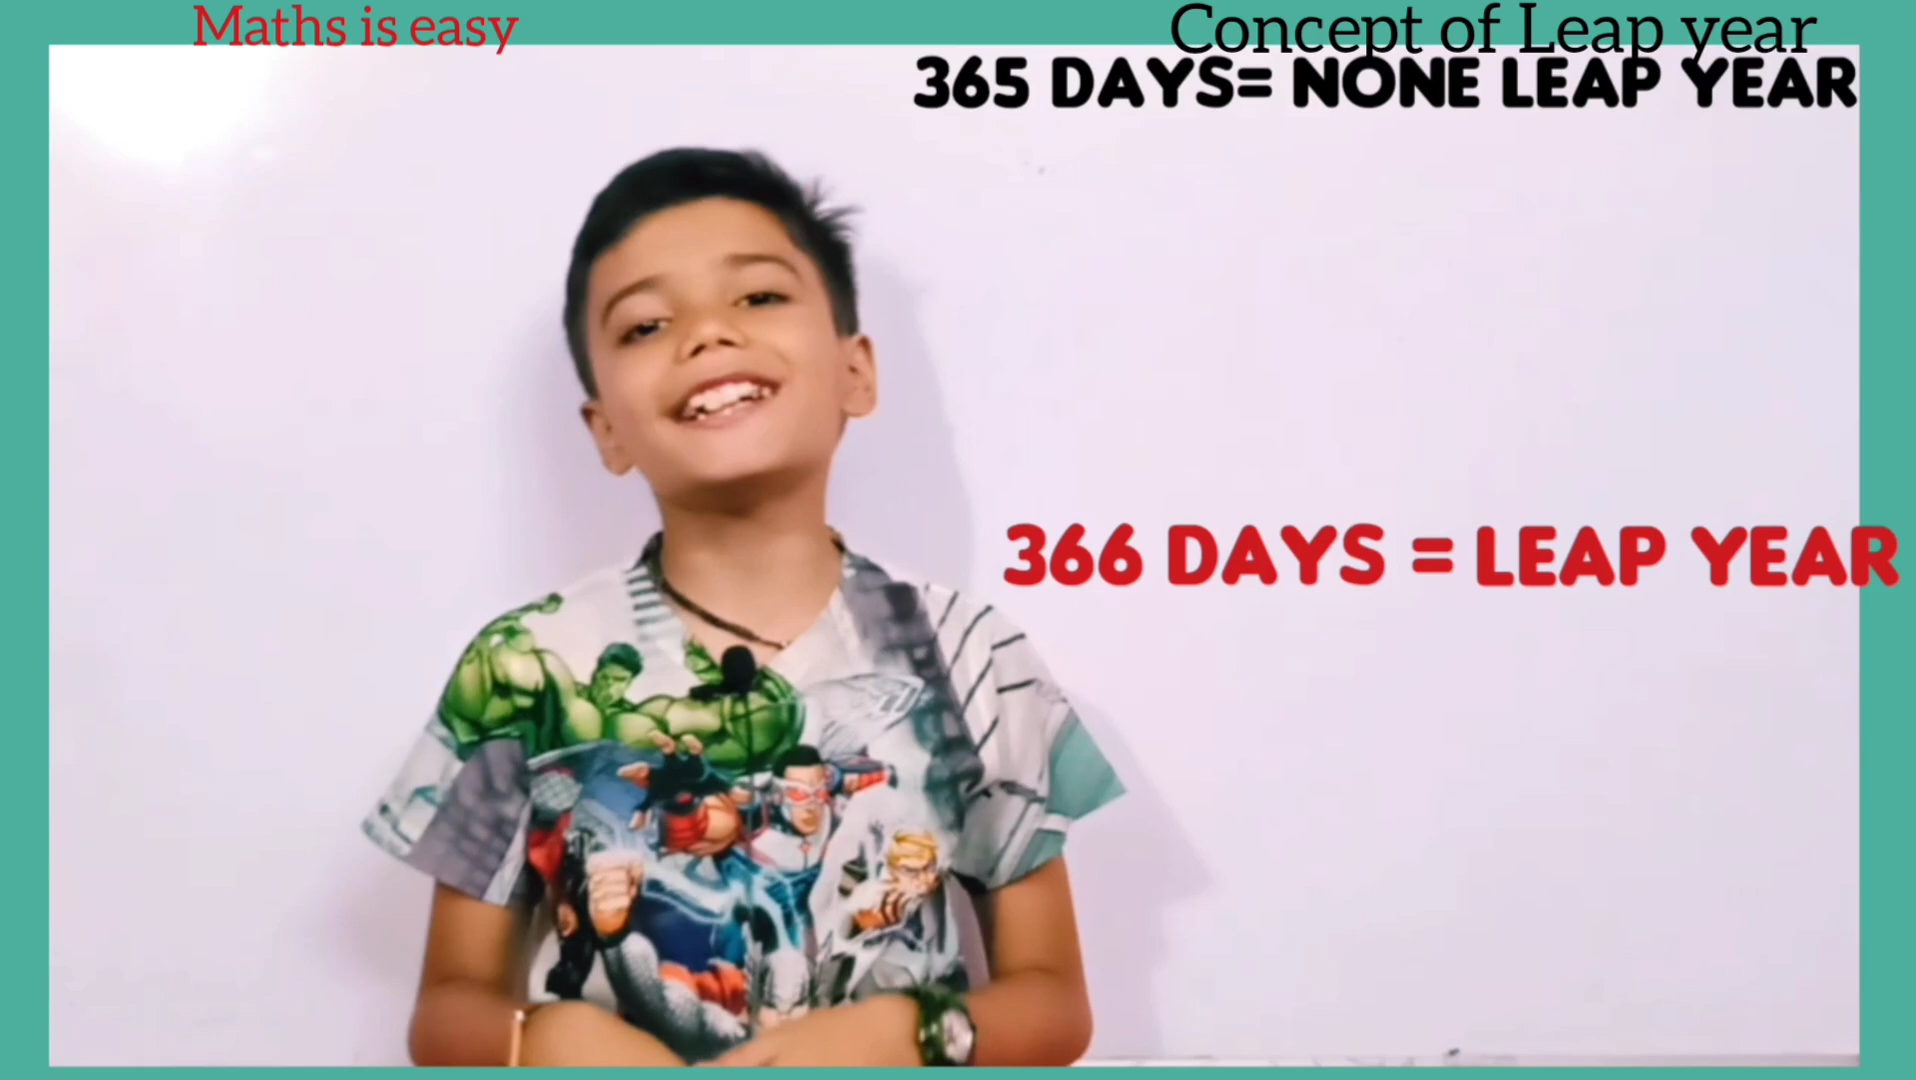 Maths is easy
Concept of Leap year
365 DAYS= NONE LEAP YEAR
366 DAYS = LEAP YEAR